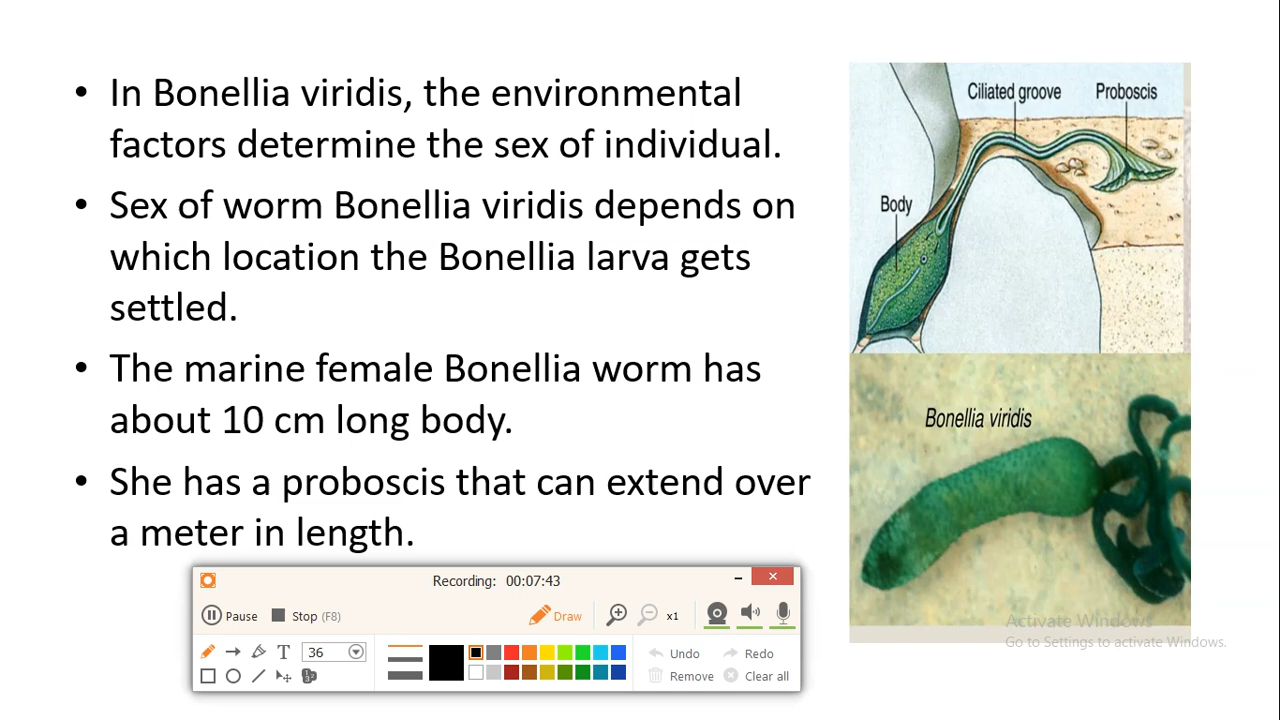 • In Bonellia viridis, the environmental
factors determine the sex of individual.
• Sex of worm Bonellia viridis depends on
which location the Bonellia larva gets
settled.
• The marine female Bonellia worm has
about 10 cm long body.
• She has a proboscis that can extend over
a meter in length.
Ciliated groove
Proboscis
Body
Bonellia viridis
Recording: 00:07:43
Pause
Stop (F8)
Draw
x1
T
36
Undo
Redo
Remove
Clear all
Activate Windows
Go to Settings to activate Windows.